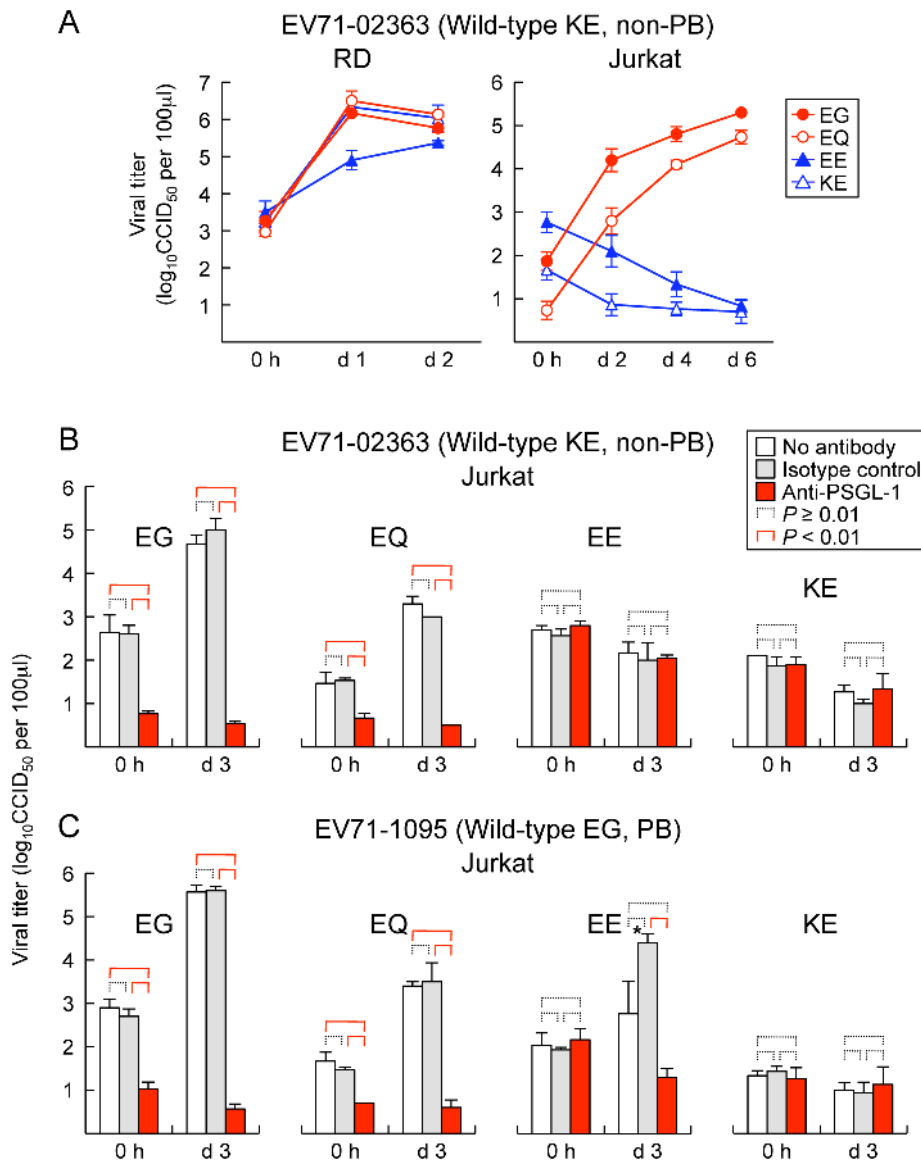 A
EV71-02363 (Wild-type KE, non-PB)
RD
Jurkat
Viral titer
(log10CCID50 per 100µl)
7
6
5
4
3
2
1
0 h
d 1
d 2
6
5
4
3
2
1
0 h
d 2
d 4
d 6
EG
EQ
EE
KE
B
EV71-02363 (Wild-type KE, non-PB)
Jurkat
No antibody
Isotype control
Anti-PSGL-1
P ≥ 0.01
P < 0.01
Viral titer (log10CCID50 per 100µl)
6
5
4
3
2
1
EG
EQ
EE
KE
0 h
d 3
0 h
d 3
0 h
d 3
0 h
d 3
C
EV71-1095 (Wild-type EG, PB)
Jurkat
6
5
4
3
2
1
EG
EQ
EE
KE
*
0 h
d 3
0 h
d 3
0 h
d 3
0 h
d 3